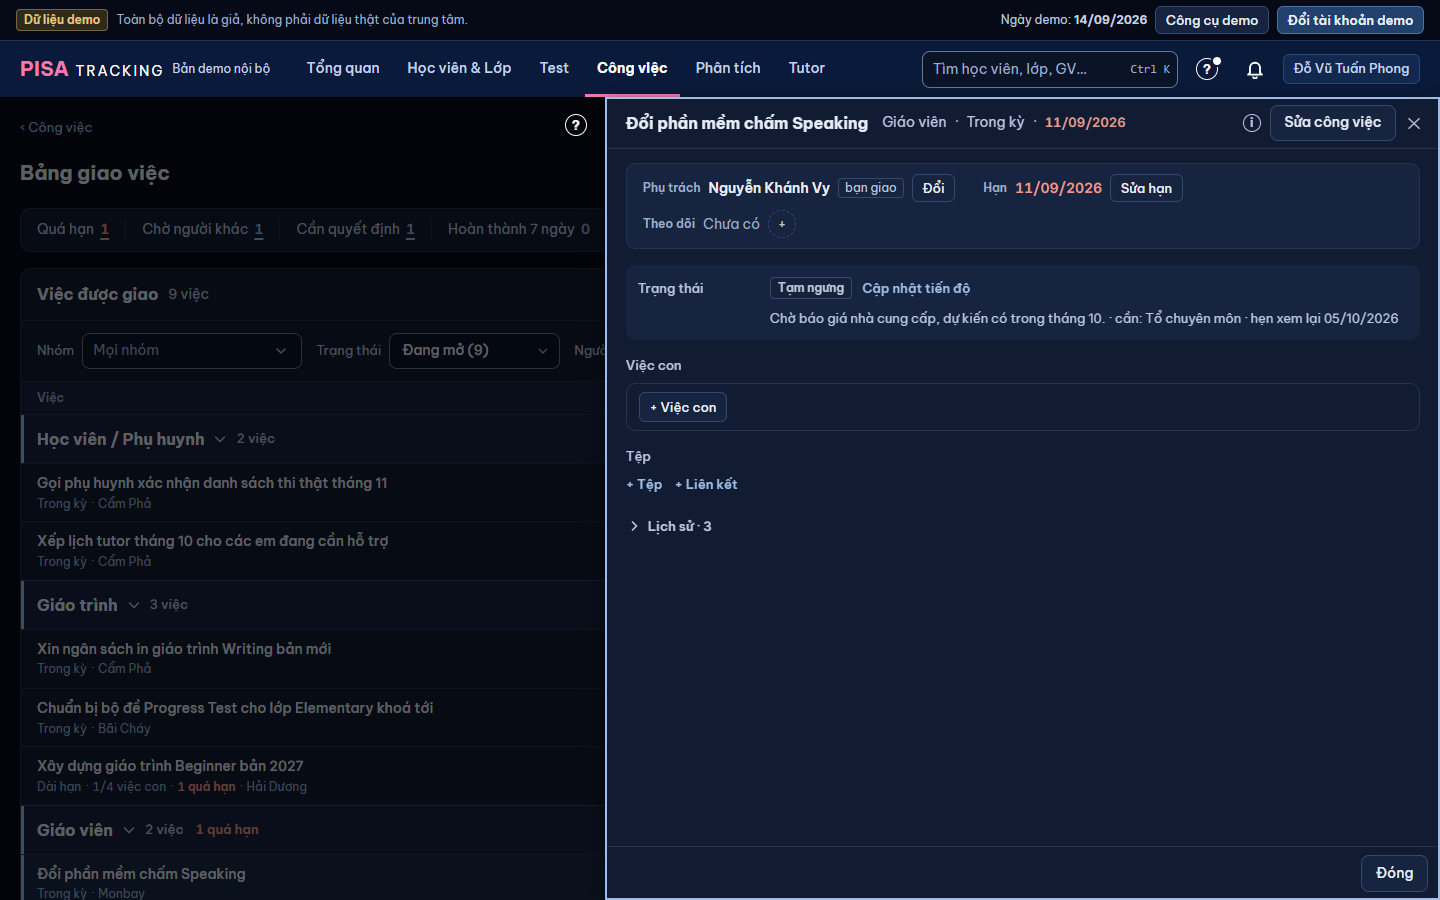 Dữ liệu demo Toàn bộ dữ liệu là giả, không phải dữ liệu thật của trung tâm. Ngày demo: 14/09/2026 Công cụ demo Đổi tài khoản demo
PISA TRACKING Bản demo nội bộ Tổng quan Học viên & Lớp Test Công việc Phân tích Tutor Tìm học viên, lớp, GV... Ctrl K ? Đỗ Vũ Tuấn Phong
‹ Công việc ?
Bảng giao việc
Quá hạn 1 Chờ người khác 1 Cần quyết định 1 Hoàn thành 7 ngày 0
Việc được giao 9 việc
Nhóm Mọi nhóm Trạng thái Đang mở (9)
Việc
Học viên / Phụ huynh 2 việc
Gọi phụ huynh xác nhận danh sách thi thật tháng 11
Trong kỳ · Cẩm Phả
Xếp lịch tutor tháng 10 cho các em đang cần hỗ trợ
Trong kỳ · Cẩm Phả
Giáo trình 3 việc
Xin ngân sách in giáo trình Writing bản mới
Trong kỳ · Cẩm Phả
Chuẩn bị bộ đề Progress Test cho lớp Elementary khoá tới
Trong kỳ · Bãi Cháy
Xây dựng giáo trình Beginner bản 2027
Dài hạn · 1/4 việc con · 1 quá hạn · Hải Dương
Giáo viên 2 việc 1 quá hạn
Đổi phần mềm chấm Speaking
Trong kỳ · Monbay
Đổi phần mềm chấm Speaking Giáo viên · Trong kỳ · 11/09/2026 Sửa công việc
Phụ trách Nguyễn Khánh Vy bạn giao Đổi Hạn 11/09/2026 Sửa hạn
Theo dõi Chưa có +
Trạng thái Tạm ngưng Cập nhật tiến độ
Chờ báo giá nhà cung cấp, dự kiến có trong tháng 10. · cần: Tổ chuyên môn · hẹn xem lại 05/10/2026
Việc con
+ Việc con
Tệp
+ Tệp + Liên kết
Lịch sử · 3
Đóng